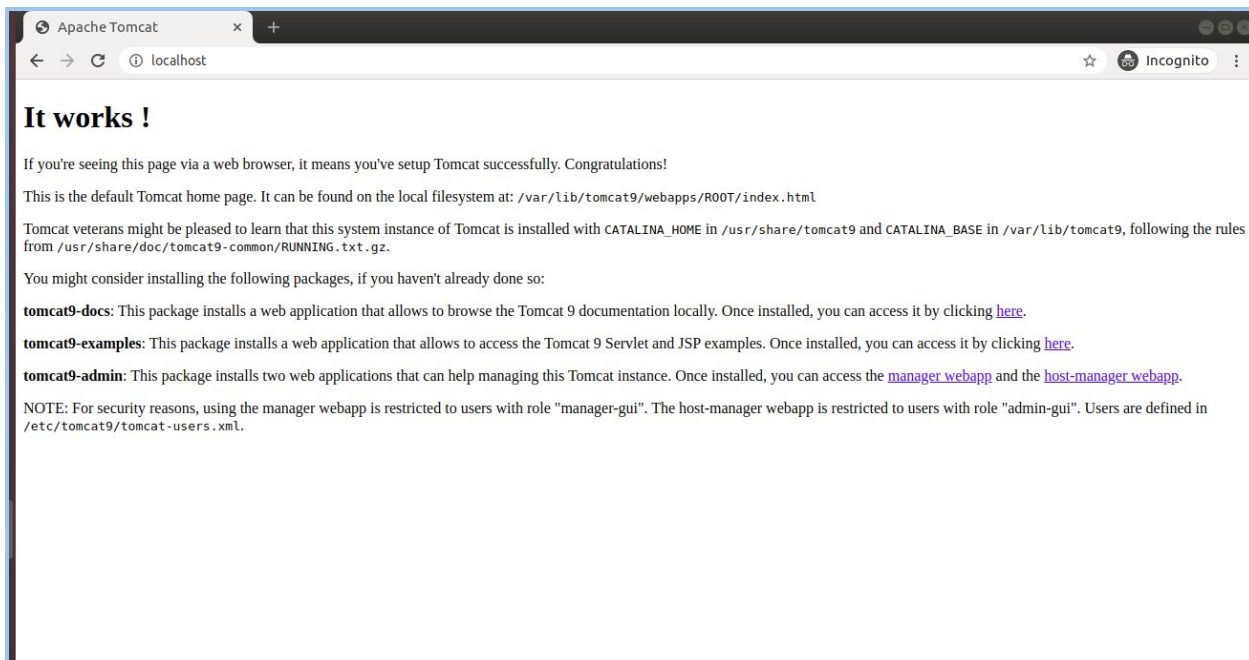 Apache Tomcat
localhost
Incognito
It works !
If you're seeing this page via a web browser, it means you've setup Tomcat successfully. Congratulations!
This is the default Tomcat home page. It can be found on the local filesystem at: /var/lib/tomcat9/webapps/ROOT/index.html
Tomcat veterans might be pleased to learn that this system instance of Tomcat is installed with CATALINA_HOME in /usr/share/tomcat9 and CATALINA_BASE in /var/lib/tomcat9, following the rules
from /usr/share/doc/tomcat9-common/RUNNING.txt.gz.
You might consider installing the following packages, if you haven't already done so:
tomcat9-docs: This package installs a web application that allows to browse the Tomcat 9 documentation locally. Once installed, you can access it by clicking here.
tomcat9-examples: This package installs a web application that allows to access the Tomcat 9 Servlet and JSP examples. Once installed, you can access it by clicking here.
tomcat9-admin: This package installs two web applications that can help managing this Tomcat instance. Once installed, you can access the manager webapp and the host-manager webapp.
NOTE: For security reasons, using the manager webapp is restricted to users with role "manager-gui". The host-manager webapp is restricted to users with role "admin-gui". Users are defined in
/etc/tomcat9/tomcat-users.xml.